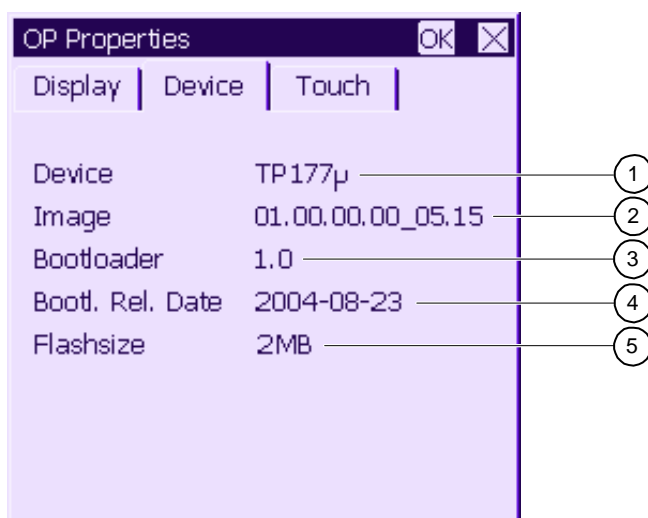 OP Properties OK
Display Device Touch
Device TP177µ 1
Image 01.00.00.00_05.15 2
Bootloader 1.0 3
Bootl. Rel. Date 2004-08-23 4
Flashsize 2MB 5